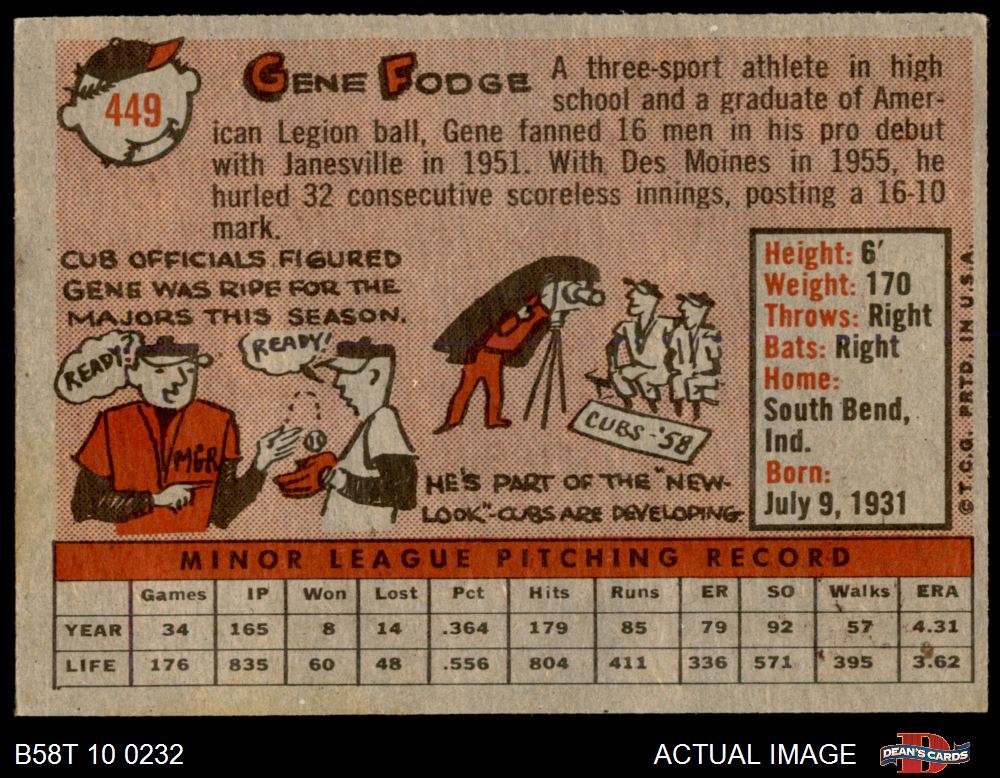 449
GENE FODGE
A three-sport athlete in high
school and a graduate of Amer-
ican Legion ball, Gene fanned 16 men in his pro debut
with Janesville in 1951. With Des Moines in 1955, he
hurled 32 consecutive scoreless innings, posting a 16-10
mark.
CUB OFFICIALS FIGURED
GENE WAS RIPE FOR THE
MAJORS THIS SEASON.
READY?
READY!
MGR
CUBS-'58
HE'S PART OF THE "NEW-
LOOK"-CUBS ARE DEVELOPING.
Height: 6'
Weight: 170
Throws: Right
Bats: Right
Home:
South Bend,
Ind.
Born:
July 9, 1931
© T.C.G. PRTD. IN U.S.A.
MINOR LEAGUE PITCHING RECORD
Games IP Won Lost Pct Hits Runs ER SO Walks ERA
YEAR 34 165 8 14 .364 179 85 79 92 57 4.31
LIFE 176 835 60 48 .556 804 411 336 571 395 3.62
B58T 10 0232
ACTUAL IMAGE
DEAN'S CARDS